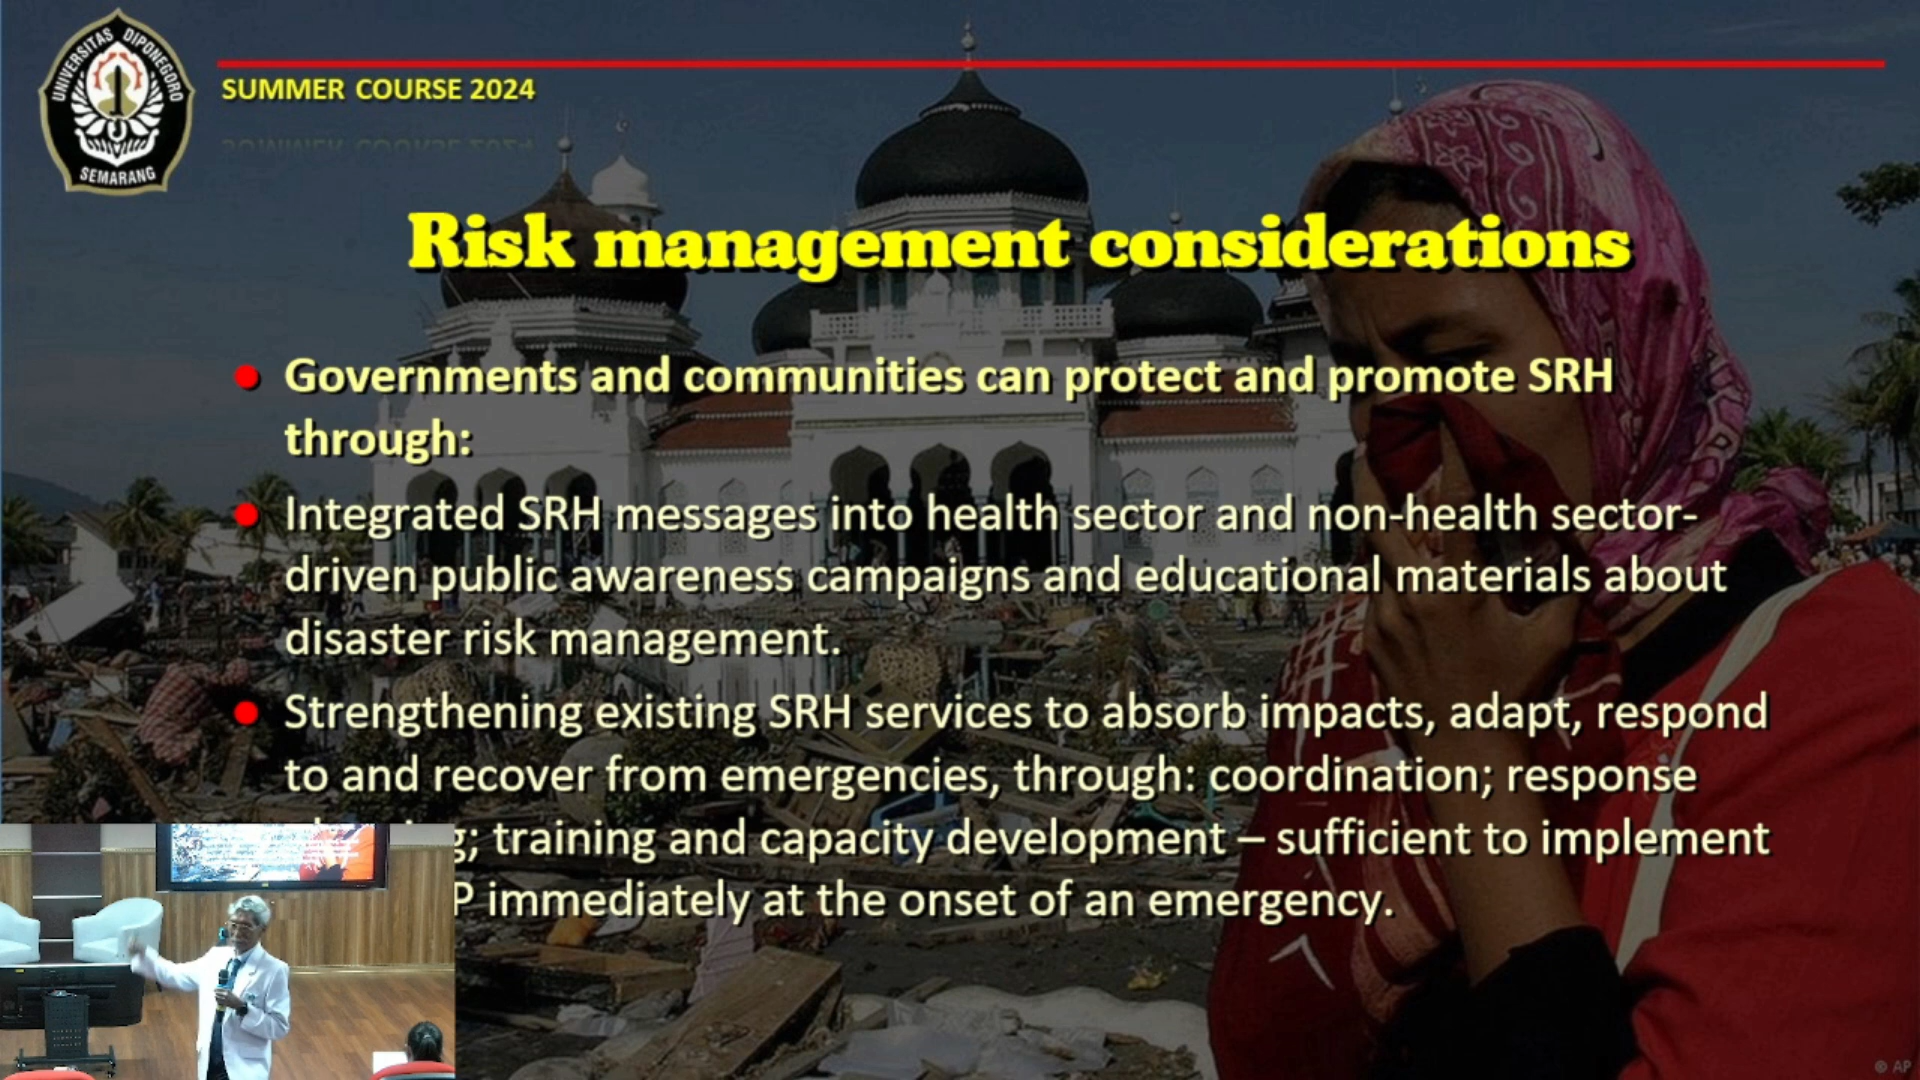 UNIVERSITAS DIPONEGORO
SEMARANG
SUMMER COURSE 2024
Risk management considerations
Governments and communities can protect and promote SRH
through:
Integrated SRH messages into health sector and non-health sector-
driven public awareness campaigns and educational materials about
disaster risk management.
Strengthening existing SRH services to absorb impacts, adapt, respond
to and recover from emergencies, through: coordination; response
training and capacity development – sufficient to implement
immediately at the onset of an emergency.
© AP